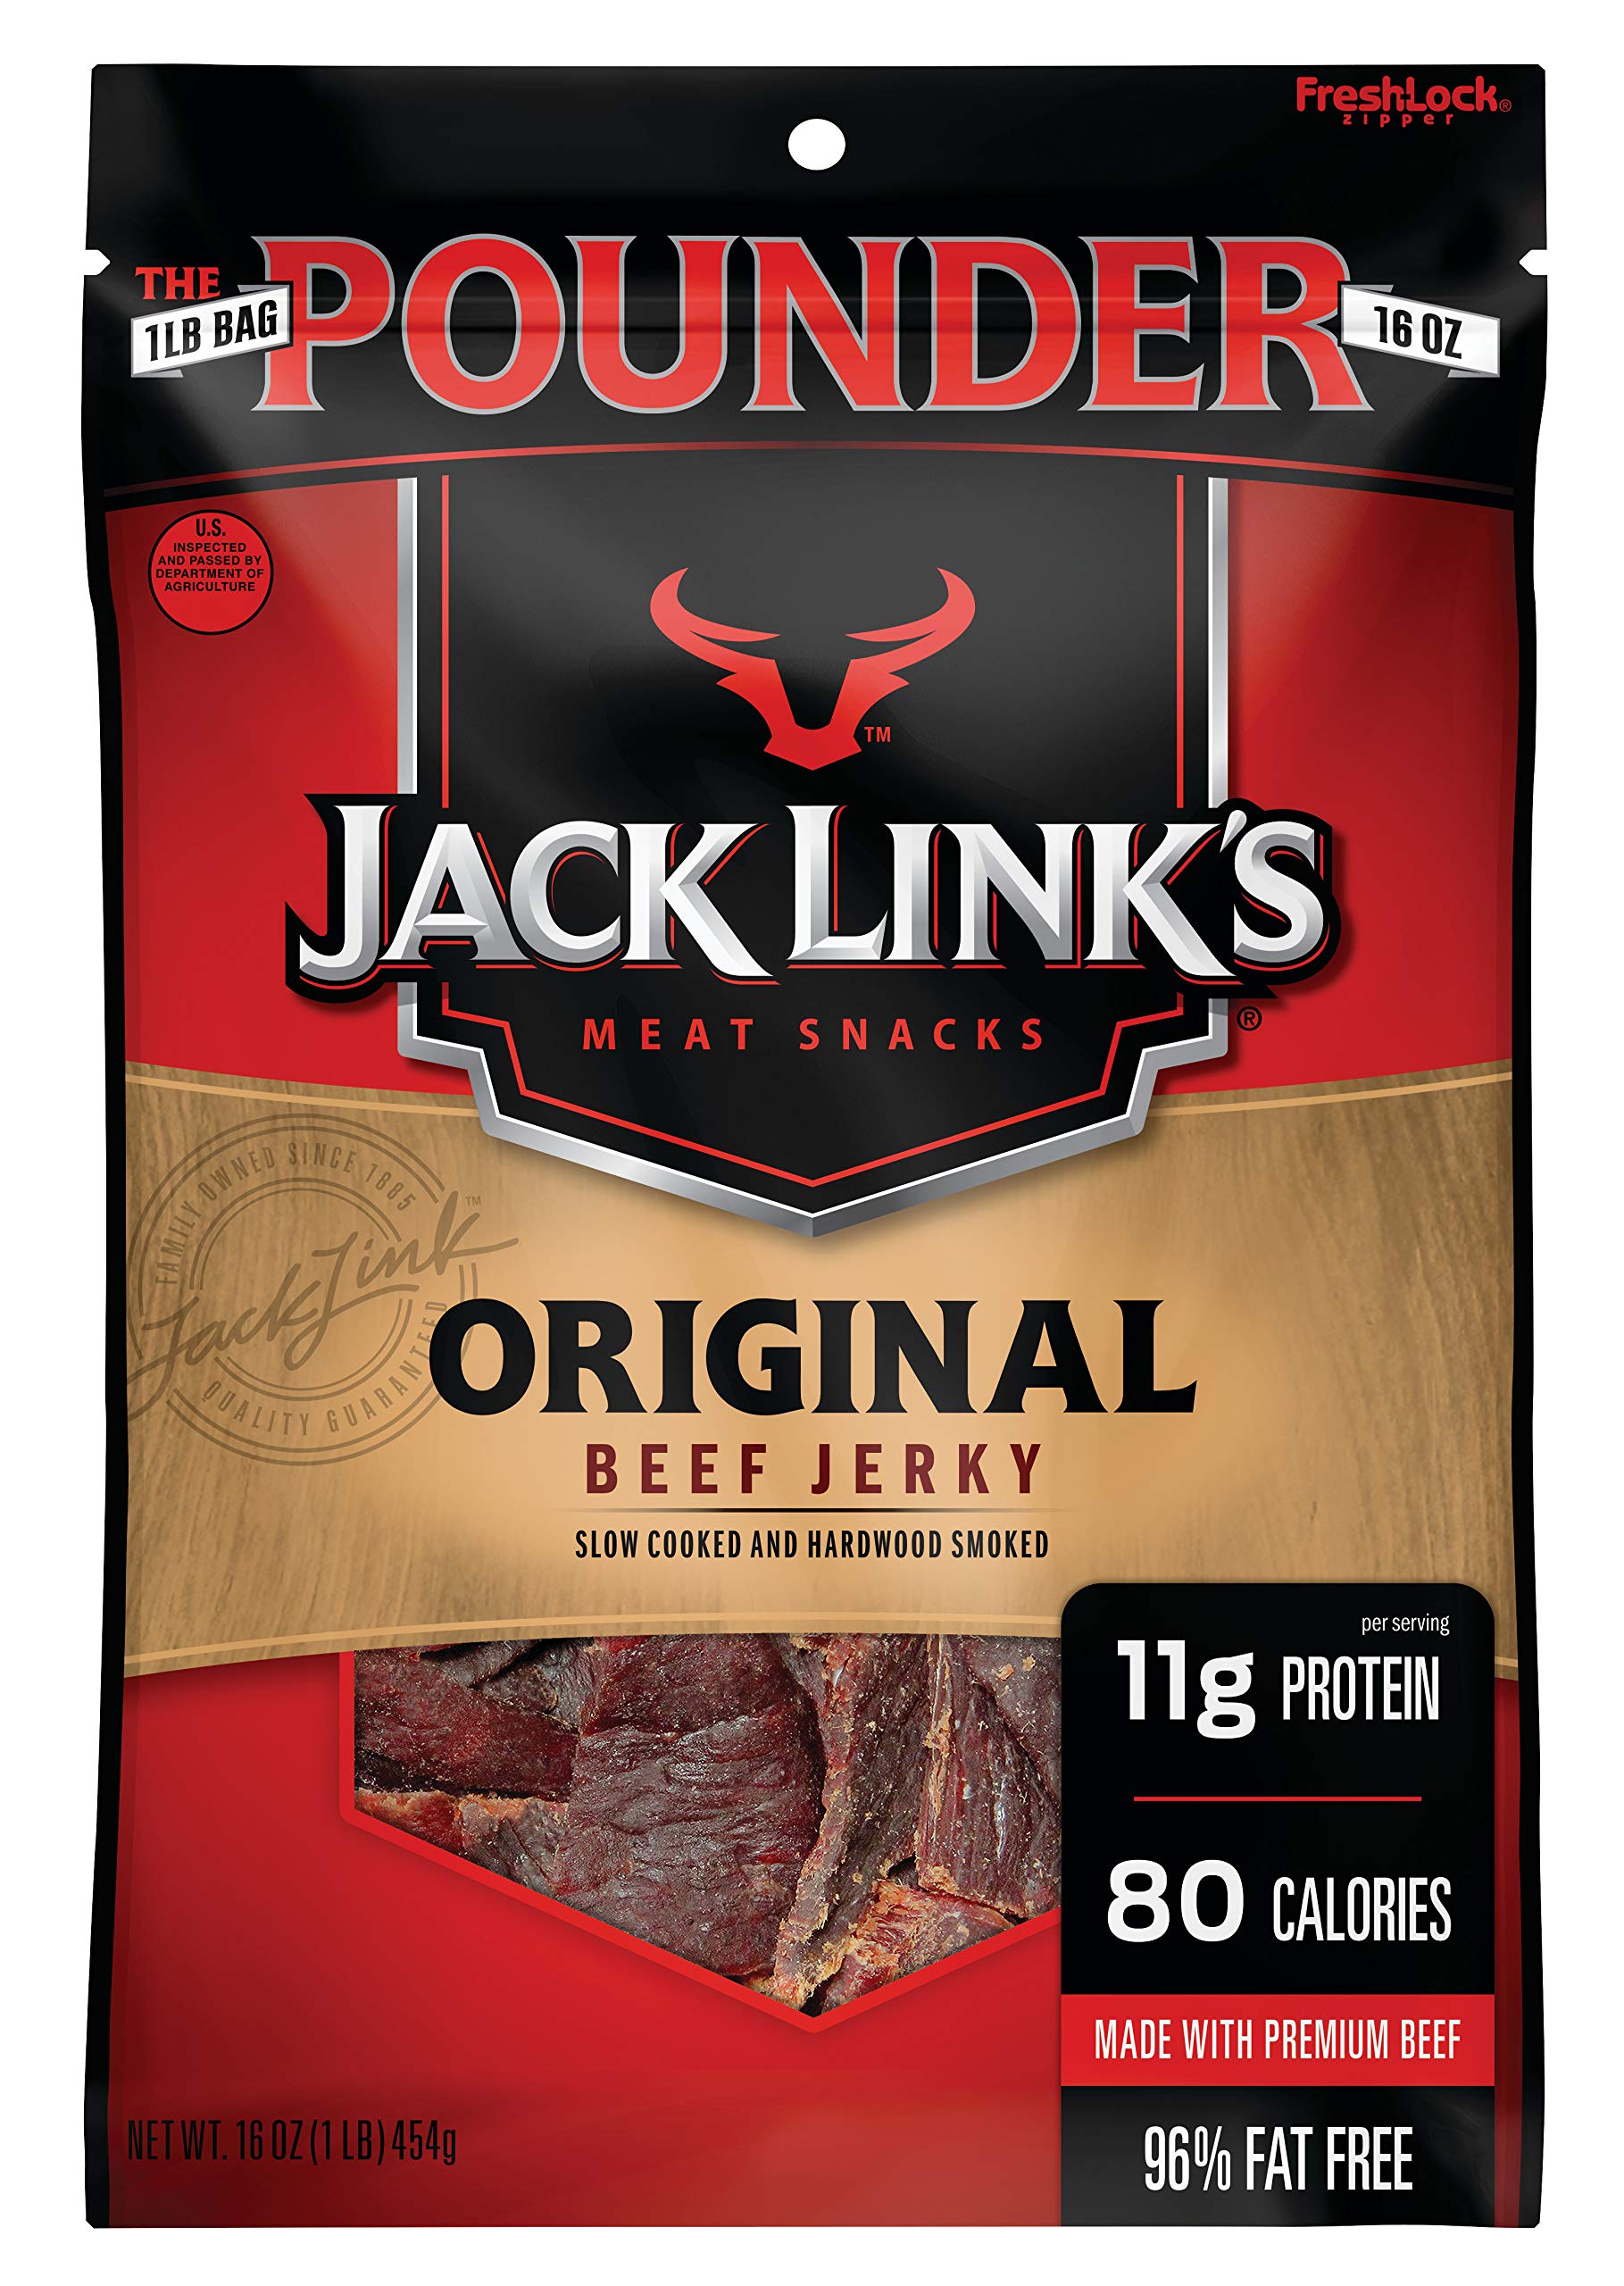 FreshLock®
zipper
THE
1LB BAG
POUNDER
16 OZ
U.S.
INSPECTED
AND PASSED BY
DEPARTMENT OF
AGRICULTURE
TM
JACK LINK'S
®
MEAT SNACKS
FAMILY OWNED SINCE 1885
Jack Link™
QUALITY GUARANTEED
ORIGINAL
BEEF JERKY
SLOW COOKED AND HARDWOOD SMOKED
per serving
11g PROTEIN
80 CALORIES
MADE WITH PREMIUM BEEF
96% FAT FREE
NET WT. 16 OZ (1 LB) 454g